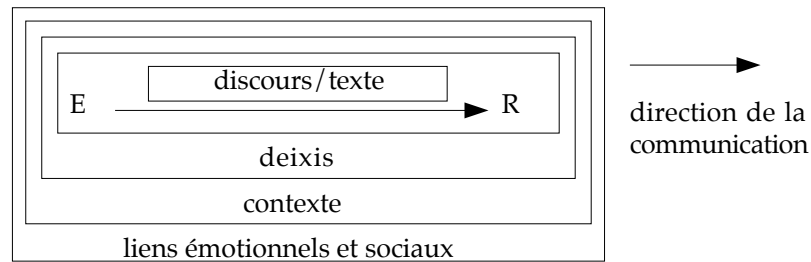 discours/texte
E R
deixis
contexte
liens émotionnels et sociaux
direction de la
communication